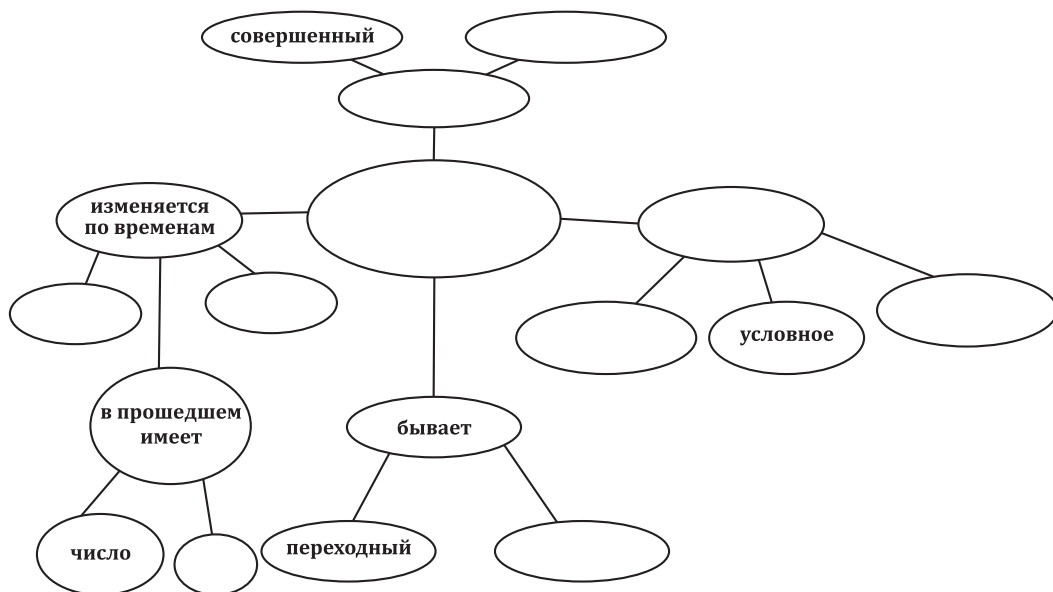 совершенный
изменяется
по временам
условное
в прошедшем
имеет
бывает
число
переходный